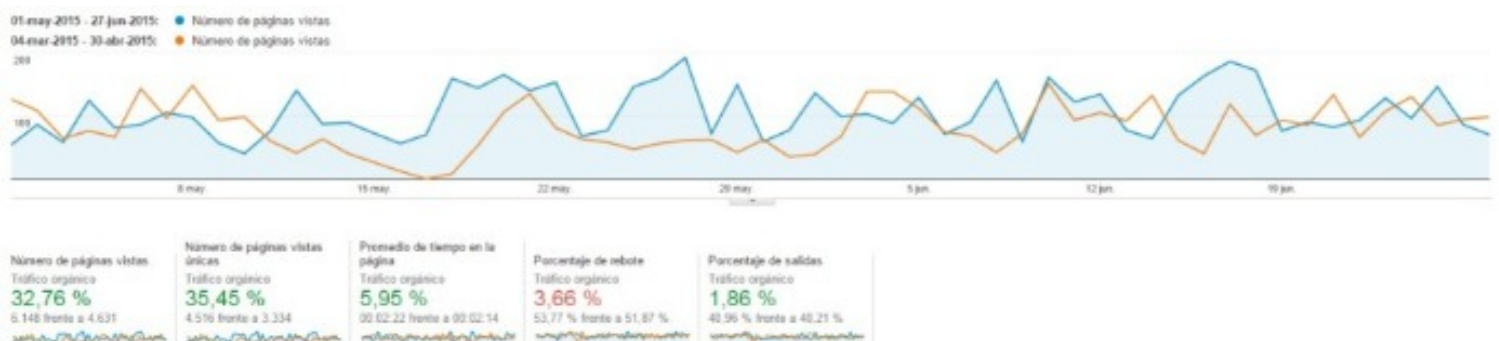 01-may-2015 - 27-jun-2015: Número de páginas vistas
04-mar-2015 - 30-abr-2015: Número de páginas vistas
200
100
8 may. 15 may. 22 may. 29 may. 5 jun. 12 jun. 19 jun.
Número de páginas vistas
Tráfico orgánico
32,76 %
6.148 frente a 4.631
Número de páginas vistas
únicas
Tráfico orgánico
35,45 %
4.516 frente a 3.334
Promedio de tiempo en la
página
Tráfico orgánico
5,95 %
00:02:22 frente a 00:02:14
Porcentaje de rebote
Tráfico orgánico
3,66 %
53,77 % frente a 51,87 %
Porcentaje de salidas
Tráfico orgánico
1,86 %
40,96 % frente a 40,21 %